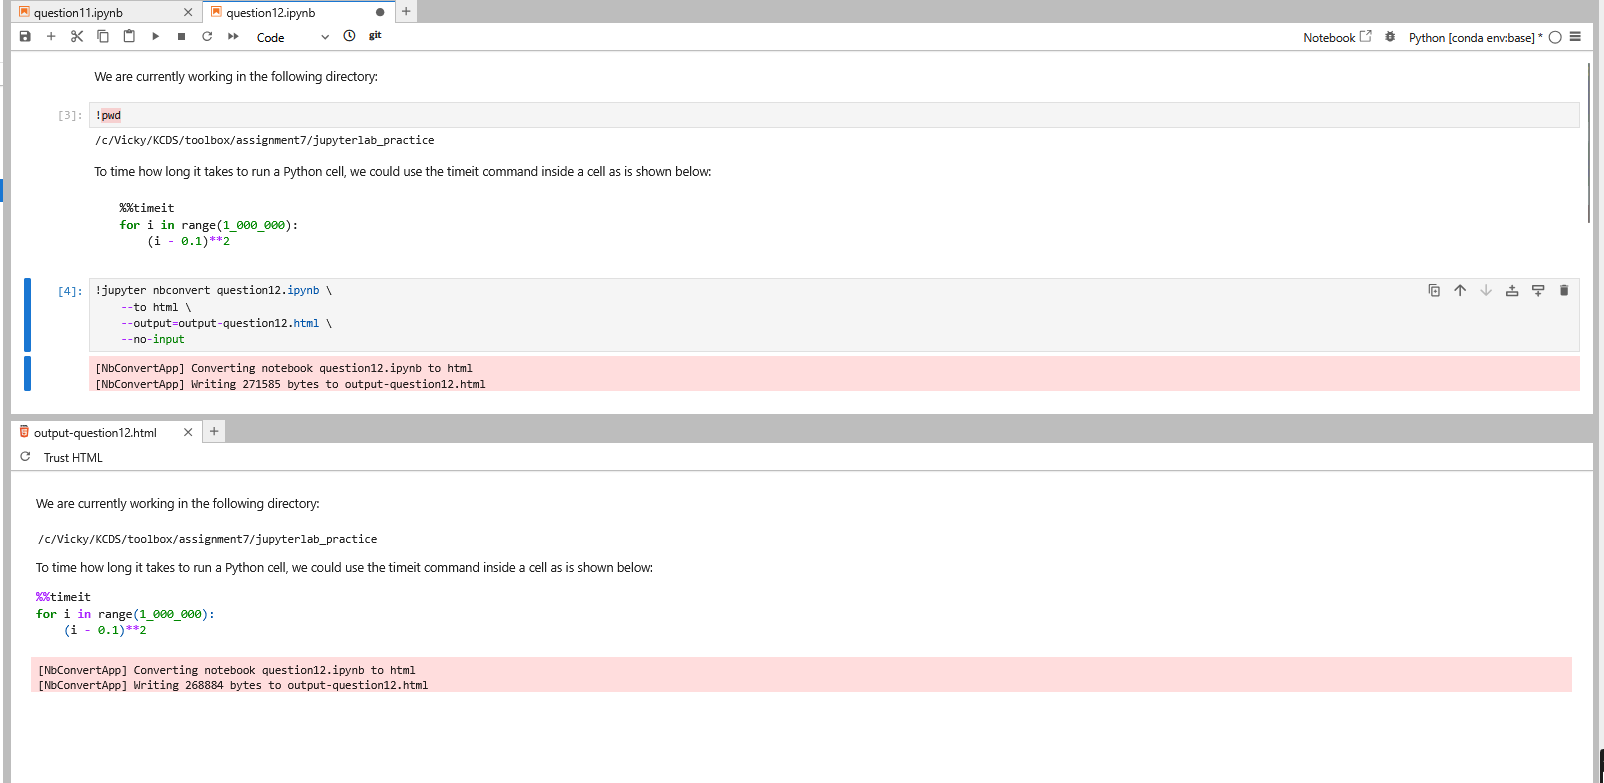 question11.ipynb
question12.ipynb
Code
git
Notebook
Python [conda env:base] *
We are currently working in the following directory:
[3]: !pwd
/c/Vicky/KCDS/toolbox/assignment7/jupyterlab_practice
To time how long it takes to run a Python cell, we could use the timeit command inside a cell as is shown below:
%%timeit
for i in range(1_000_000):
    (i - 0.1)**2
[4]: !jupyter nbconvert question12.ipynb \
    --to html \
    --output=output-question12.html \
    --no-input
[NbConvertApp] Converting notebook question12.ipynb to html
[NbConvertApp] Writing 271585 bytes to output-question12.html
output-question12.html
Trust HTML
We are currently working in the following directory:
/c/Vicky/KCDS/toolbox/assignment7/jupyterlab_practice
To time how long it takes to run a Python cell, we could use the timeit command inside a cell as is shown below:
%%timeit
for i in range(1_000_000):
    (i - 0.1)**2
[NbConvertApp] Converting notebook question12.ipynb to html
[NbConvertApp] Writing 268884 bytes to output-question12.html